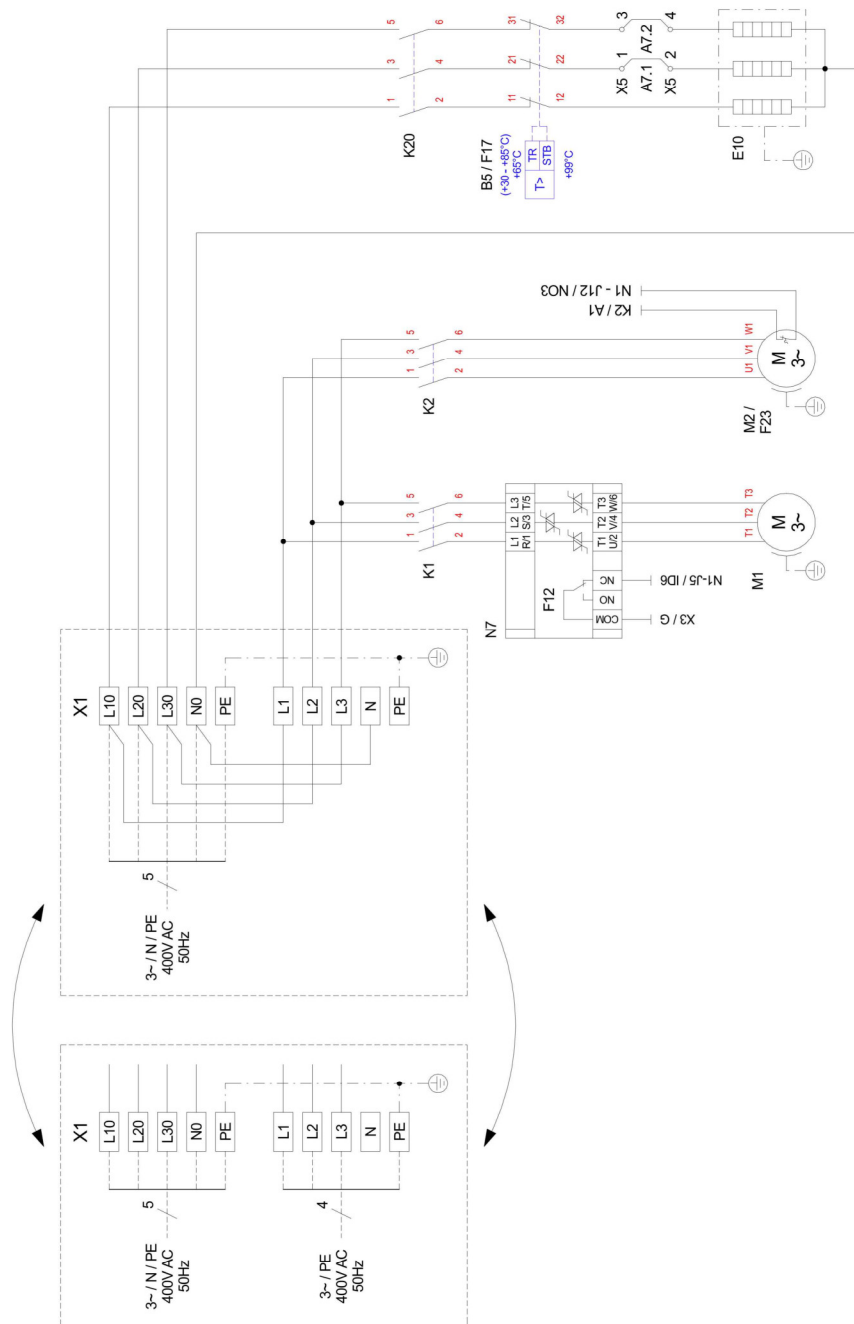 3~ / N / PE
400V AC
50Hz
5
X1
L10
L20
L30
N0
PE
3~ / PE
400V AC
50Hz
4
L1
L2
L3
N
PE
3~ / N / PE
400V AC
50Hz
5
X1
L10
L20
L30
N0
PE
L1
L2
L3
N
PE
K20
1 3 5
2 4 6
B5 / F17
(+30 - +85°C)
+65°C
T>
TR
STB
+99°C
11 21 31
12 22 32
X5 1 3
A7.1 A7.2
X5 2 4
E10
K2
1 3 5
2 4 6
K2 / A1
N1 - J12 / NO3
U1 V1 W1
M
3~
M2 /
F23
K1
1 3 5
2 4 6
N7
L1 L2 L3
R/1 S/3 T/5
F12
COM NO NC
T1 T2 T3
U/2 V/4 W/6
X3 / G
N1-J5 / ID6
T1 T2 T3
M
3~
M1